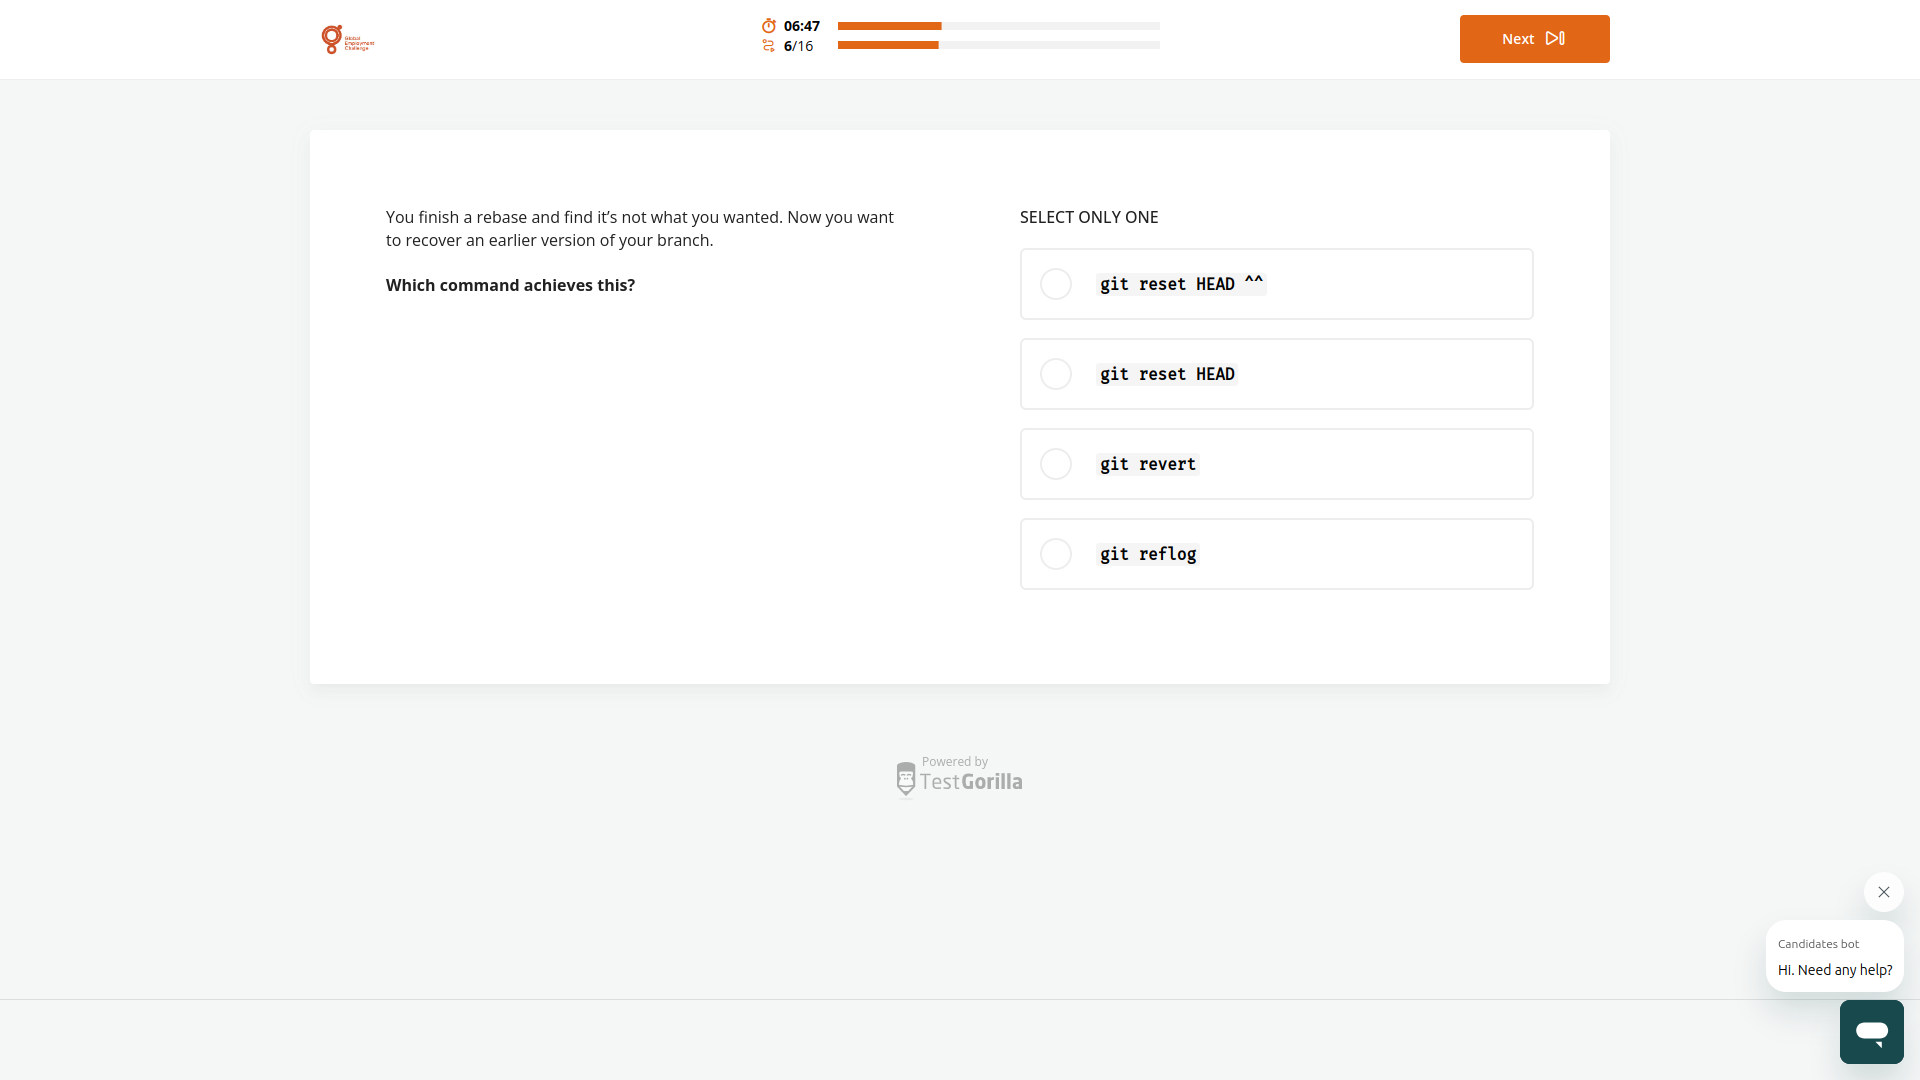 Global
Employment
Challenge
06:47
6/16
Next
You finish a rebase and find it’s not what you wanted. Now you want
to recover an earlier version of your branch.
Which command achieves this?
SELECT ONLY ONE
git reset HEAD ^^
git reset HEAD
git revert
git reflog
Powered by
TestGorilla
Candidates bot
Hi. Need any help?